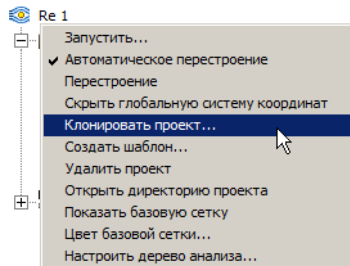 Re 1
Запустить...
Автоматическое перестроение
Перестроение
Скрыть глобальную систему координат
Клонировать проект...
Создать шаблон...
Удалить проект
Открыть директорию проекта
Показать базовую сетку
Цвет базовой сетки...
Настроить дерево анализа...